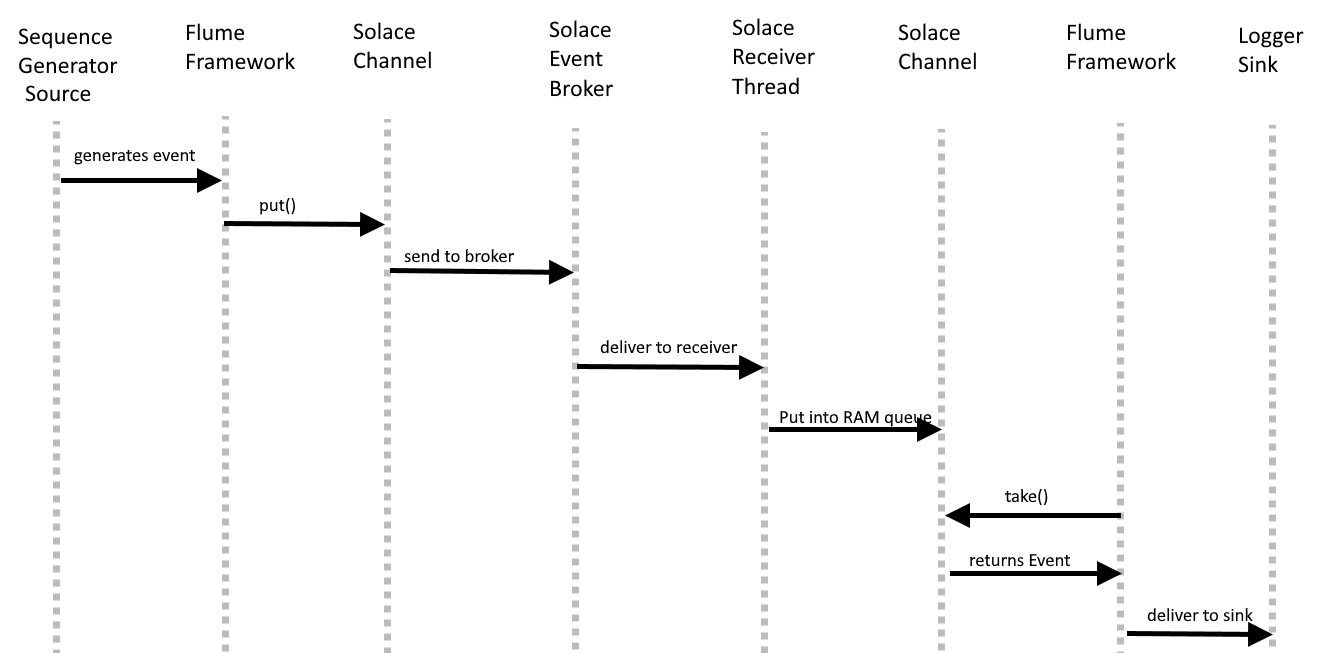 Sequence
Generator
Source
Flume
Framework
Solace
Channel
Solace
Event
Broker
Solace
Receiver
Thread
Solace
Channel
Flume
Framework
Logger
Sink
generates event
put()
send to broker
deliver to receiver
Put into RAM queue
take()
returns Event
deliver to sink